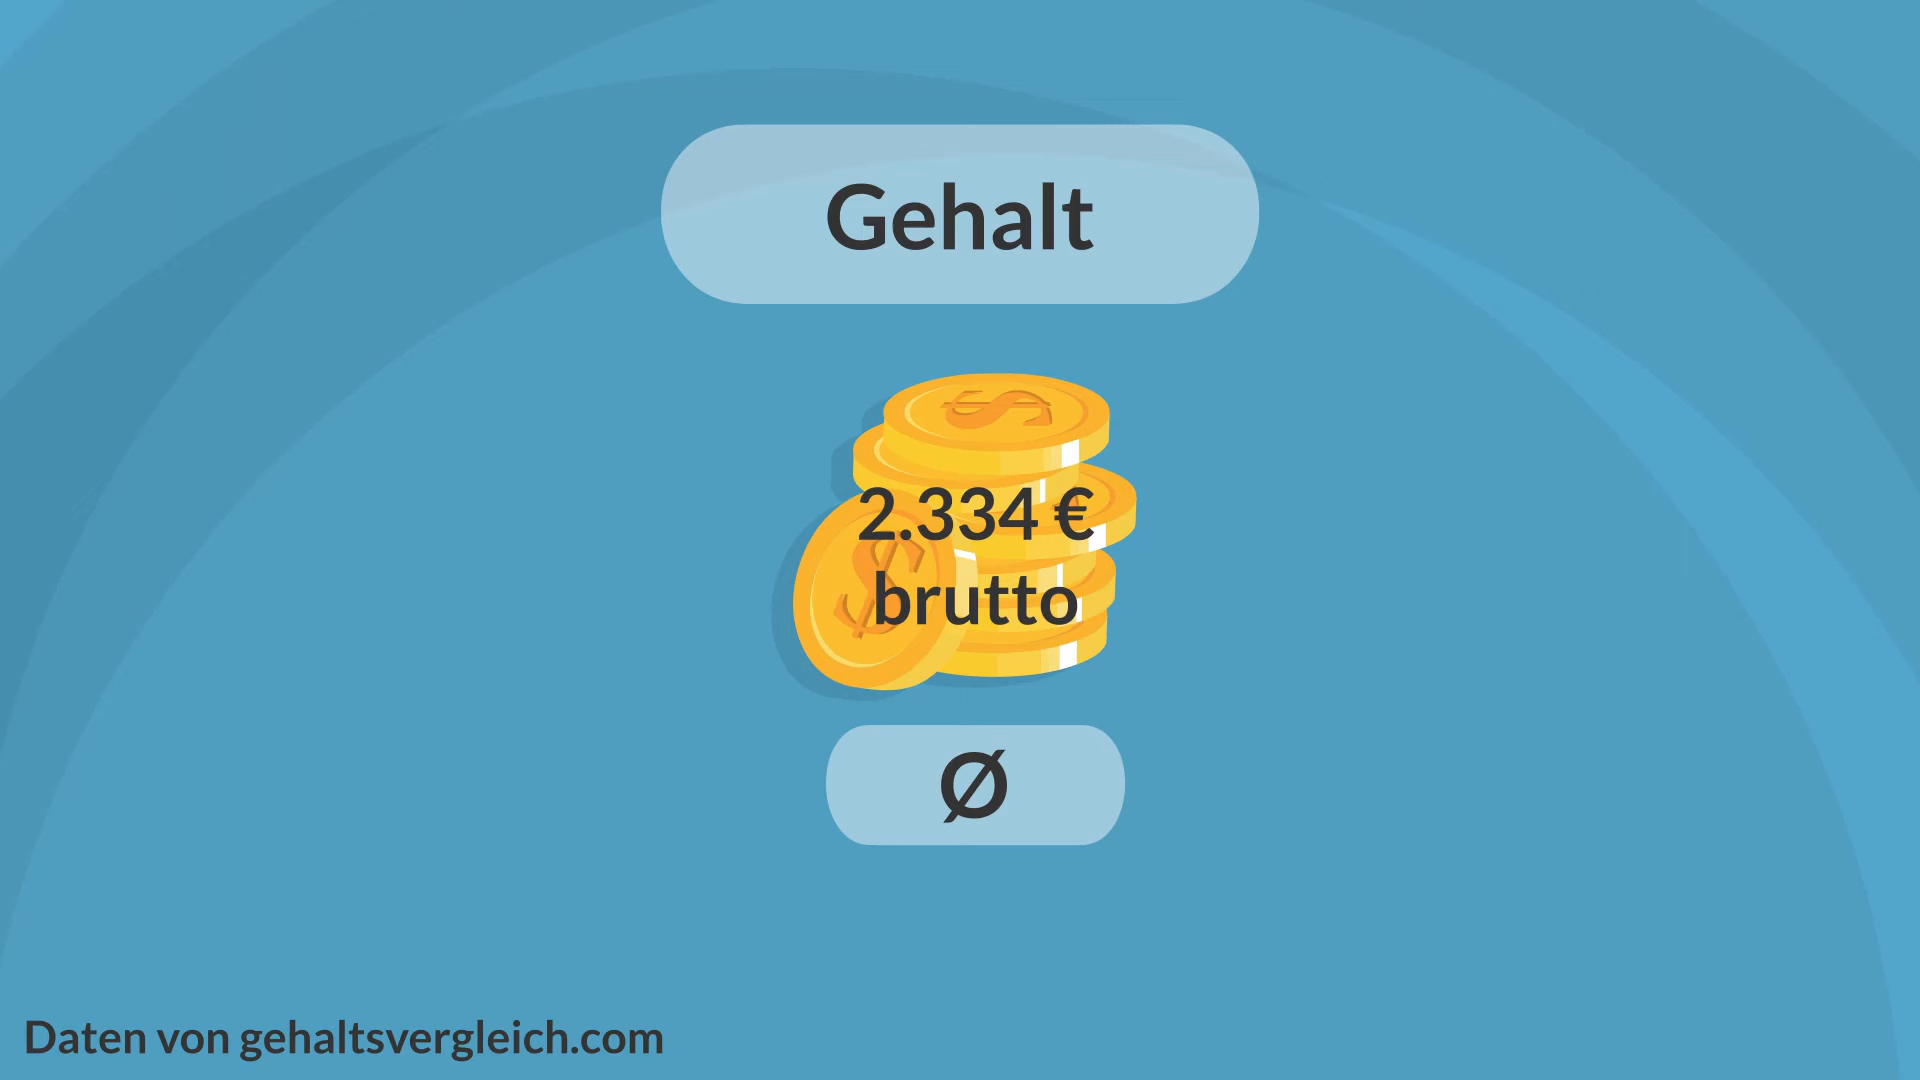 Gehalt
2.334 €
brutto
Ø
Daten von gehaltsvergleich.com